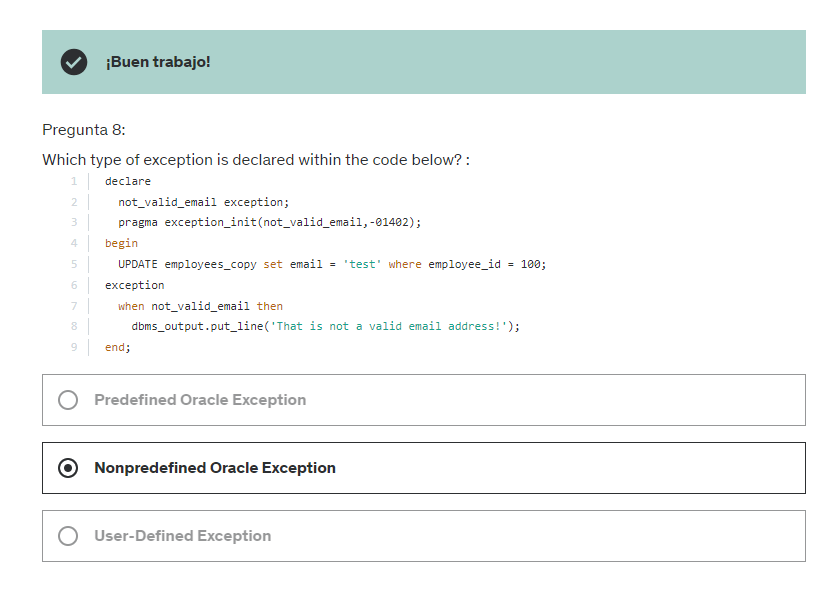 ¡Buen trabajo!
Pregunta 8:
Which type of exception is declared within the code below? :
1 declare
2 not_valid_email exception;
3 pragma exception_init(not_valid_email,-01402);
4 begin
5 UPDATE employees_copy set email = 'test' where employee_id = 100;
6 exception
7 when not_valid_email then
8 dbms_output.put_line('That is not a valid email address!');
9 end;
Predefined Oracle Exception
Nonpredefined Oracle Exception
User-Defined Exception